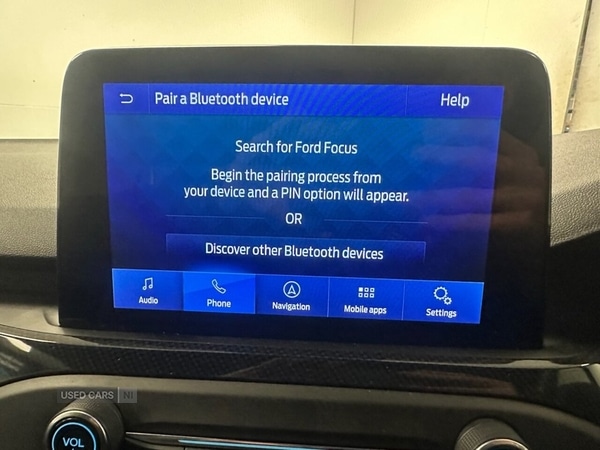 Pair a Bluetooth device
Help
Search for Ford Focus
Begin the pairing process from
your device and a PIN option will appear.
OR
Discover other Bluetooth devices
Audio
Phone
Navigation
Mobile apps
Settings
USED CARS NI
VOL